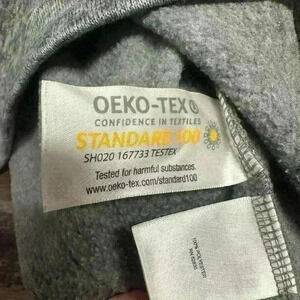 OEKO-TEX®
CONFIDENCE IN TEXTILES
STANDARD 100
SH020 167733 TESTEX
Tested for harmful substances.
www.oeko-tex.com/standard100